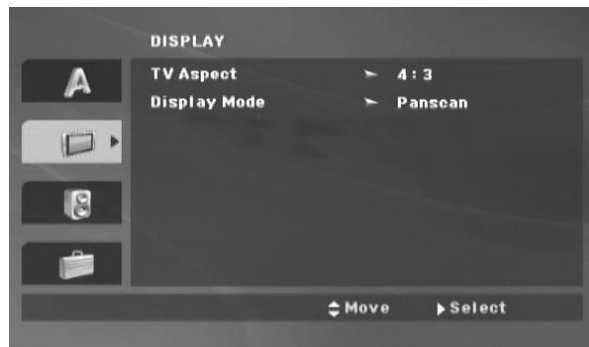 DISPLAY
A
TV Aspect 4:3
Display Mode Panscan
Move Select